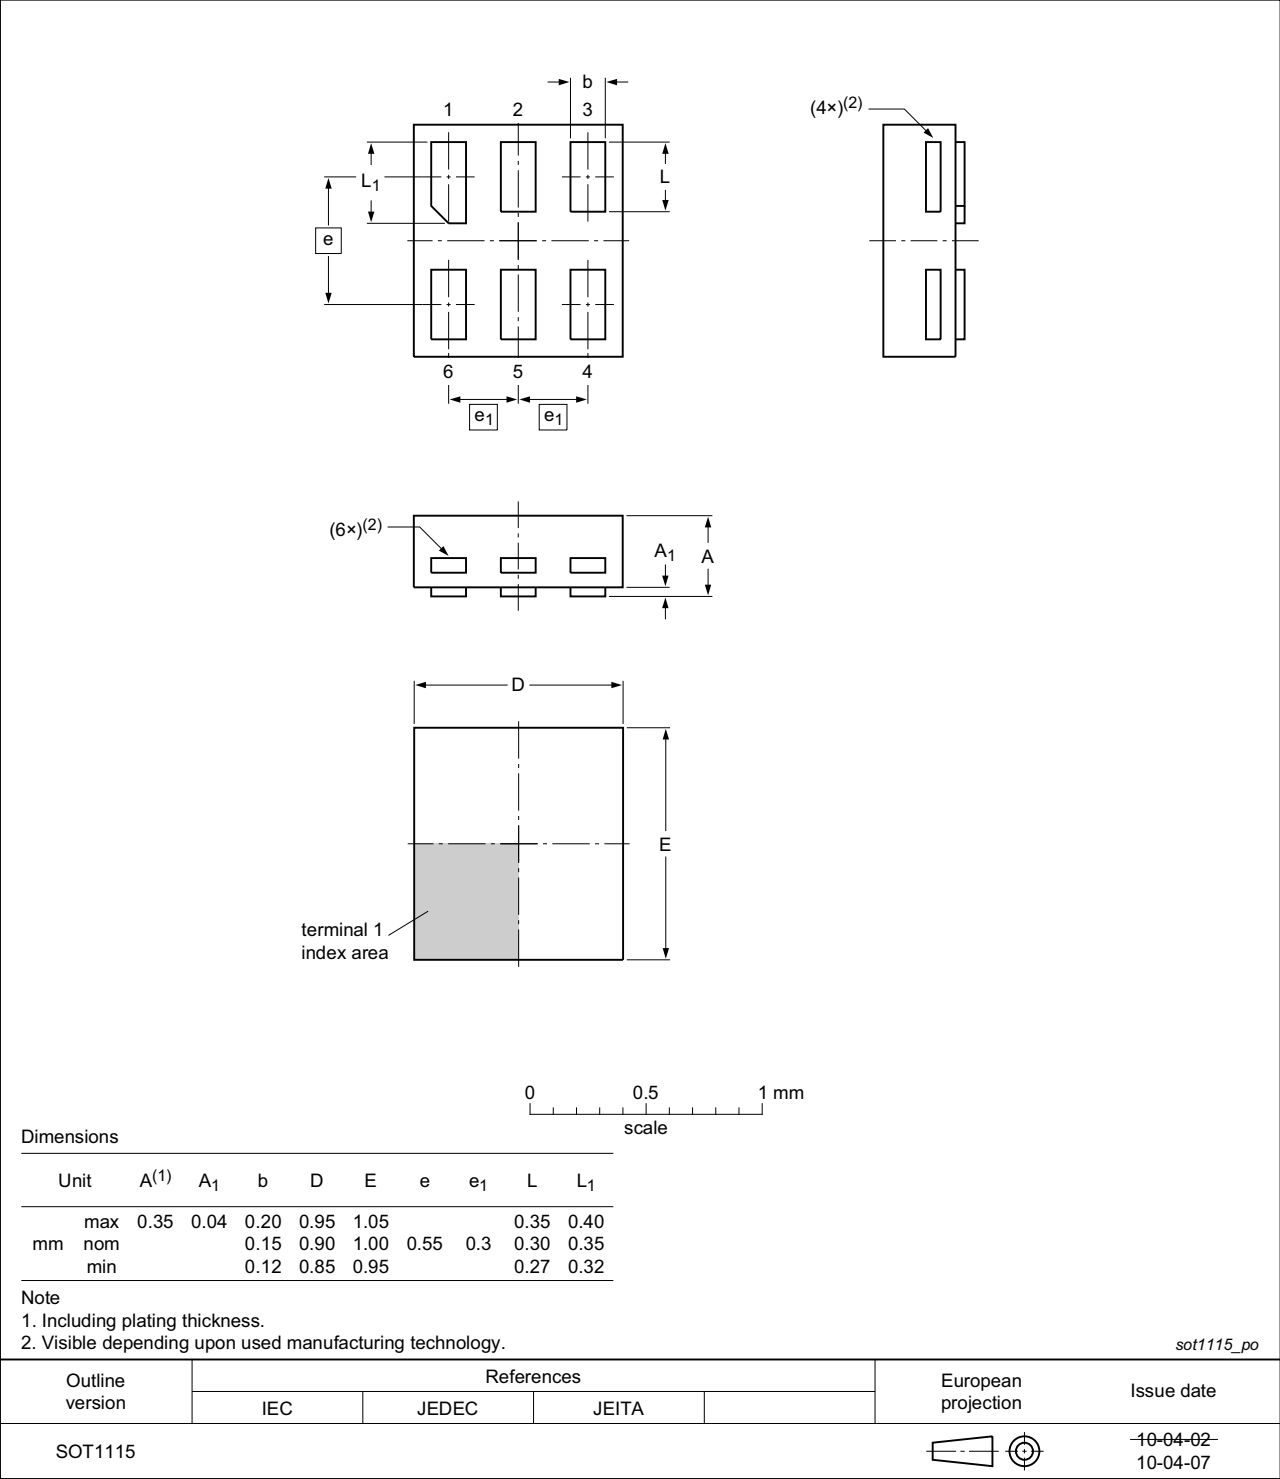 b
1 2 3
(4×)(2)
L1
L
e
6 5 4
e1 e1
(6×)(2)
A1 A
D
E
terminal 1
index area
0 0.5 1 mm
scale
Dimensions
Unit A(1) A1 b D E e e1 L L1
max 0.35 0.04 0.20 0.95 1.05 0.35 0.40
mm nom 0.15 0.90 1.00 0.55 0.3 0.30 0.35
min 0.12 0.85 0.95 0.27 0.32
Note
1. Including plating thickness.
2. Visible depending upon used manufacturing technology.
sot1115_po
Outline
version
References
IEC JEDEC JEITA
European
projection
Issue date
SOT1115
10-04-02
10-04-07